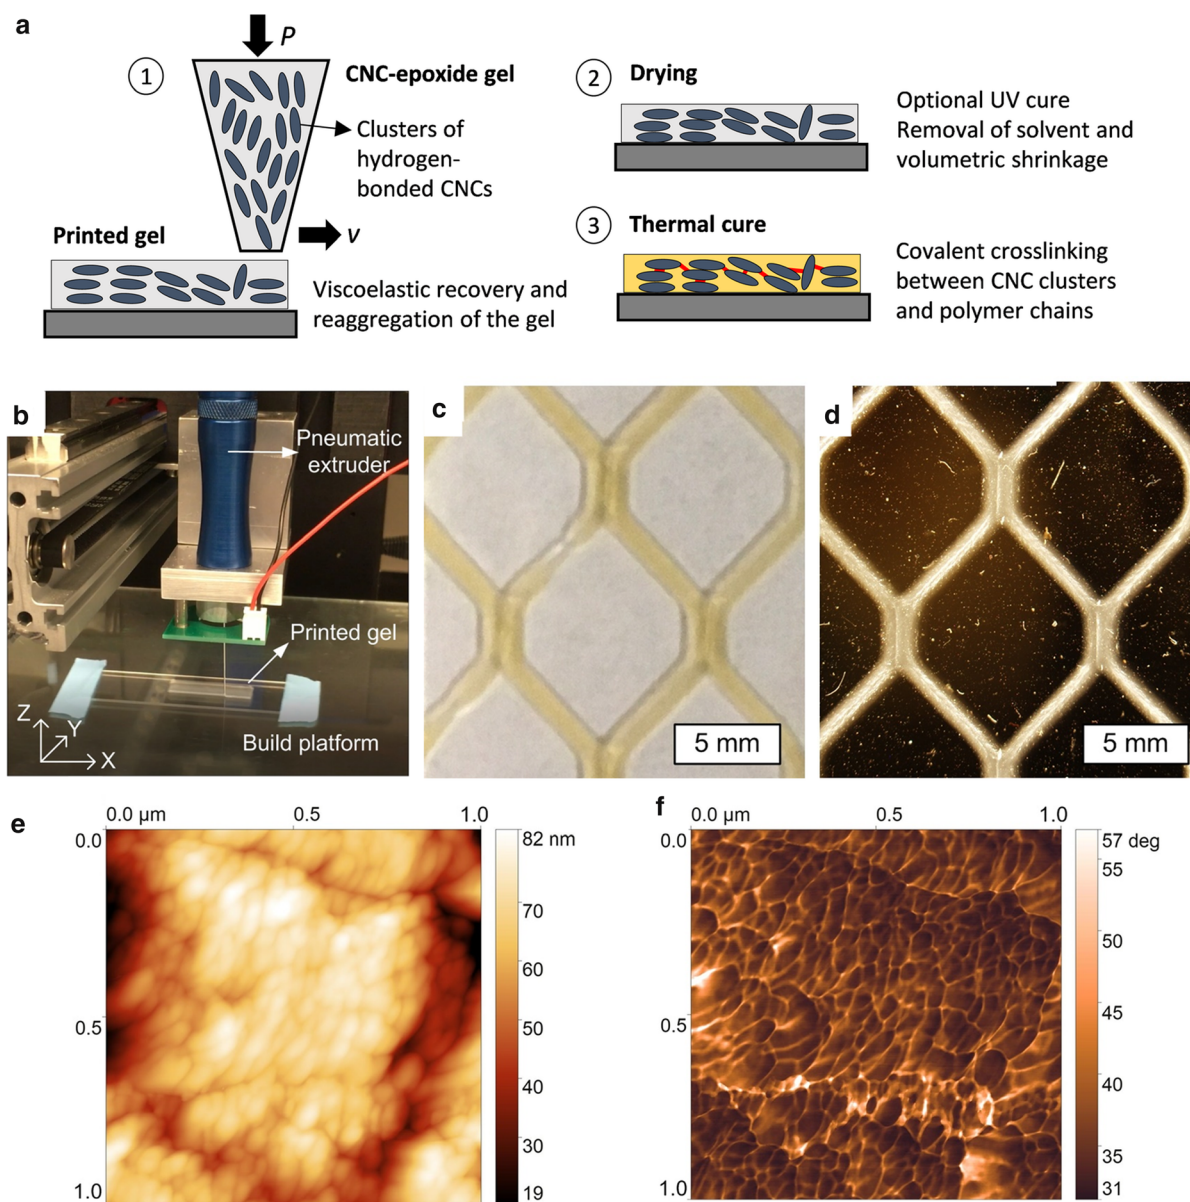 a
P
1
CNC-epoxide gel
Clusters of
hydrogen-
bonded CNCs
v
Printed gel
Viscoelastic recovery and
reaggregation of the gel
2
Drying
Optional UV cure
Removal of solvent and
volumetric shrinkage
3
Thermal cure
Covalent crosslinking
between CNC clusters
and polymer chains
b
Pneumatic
extruder
Printed gel
Build platform
Z
Y
X
c
5 mm
d
5 mm
e
0.0 µm 0.5 1.0
0.0
0.5
1.0
82 nm
70
60
50
40
30
19
f
0.0 µm 0.5 1.0
0.0
0.5
1.0
57 deg
55
50
45
40
35
31